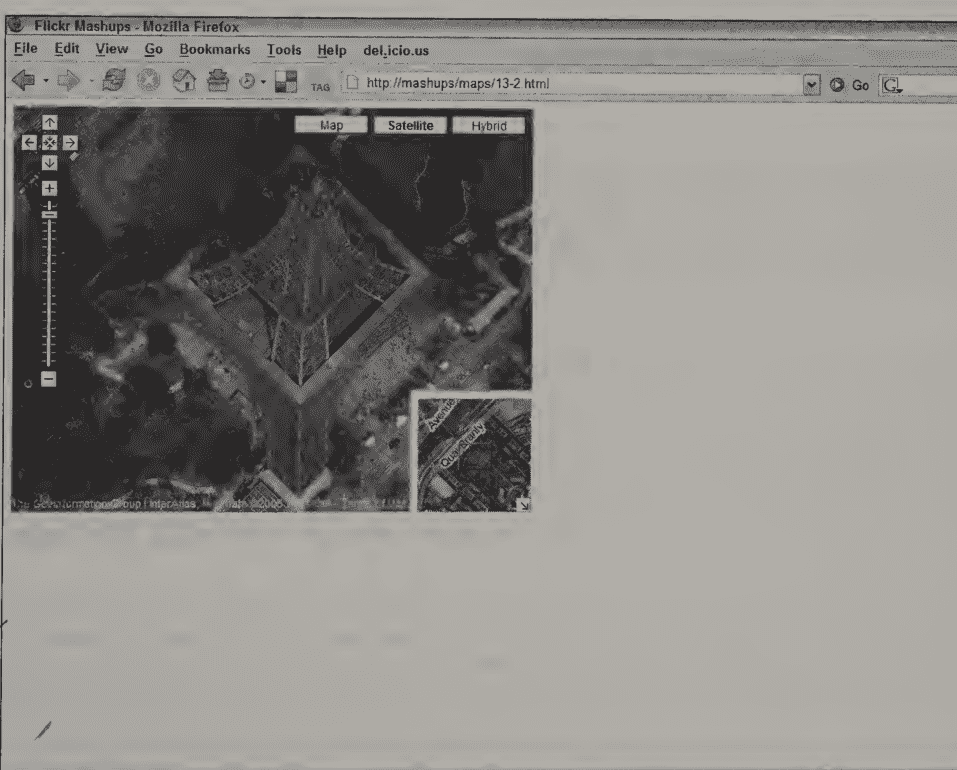 Flickr Mashups - Mozilla Firefox
File Edit View Go Bookmarks Tools Help del.icio.us
TAG http://mashups/maps/13-2 html Go G
Map Satellite Hybrid
Avenue
Quai Branly